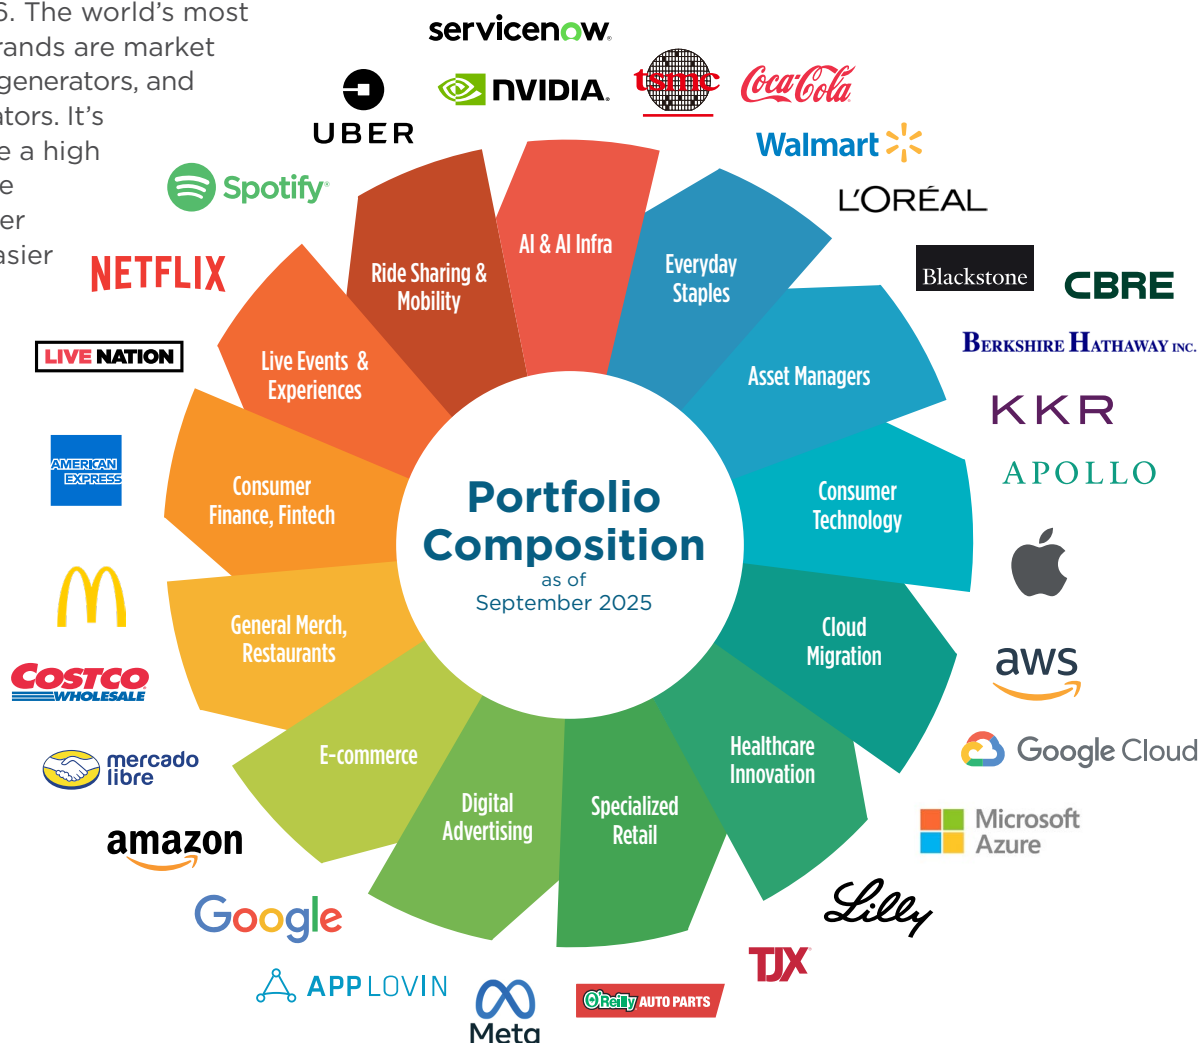 6. The world's most
rands are market
generators, and
ators. It's
e a high
e
er
asier
servicenow
UBER
NVIDIA
tsmc
Coca-Cola
Walmart
Spotify
L'ORÉAL
NETFLIX
Blackstone
CBRE
LIVE NATION
BERKSHIRE HATHAWAY INC.
KKR
AMERICAN
EXPRESS
APOLLO
AI & AI Infra
Everyday
Staples
Ride Sharing &
Mobility
Asset Managers
Live Events &
Experiences
Consumer
Finance, Fintech
Consumer
Technology
Portfolio
Composition
as of
September 2025
General Merch,
Restaurants
Cloud
Migration
E-commerce
Healthcare
Innovation
Digital
Advertising
Specialized
Retail
COSTCO
WHOLESALE
aws
mercado
libre
Google Cloud
amazon
Microsoft
Azure
Google
Lilly
APPLOVIN
TJX
Meta
O'Reilly AUTO PARTS